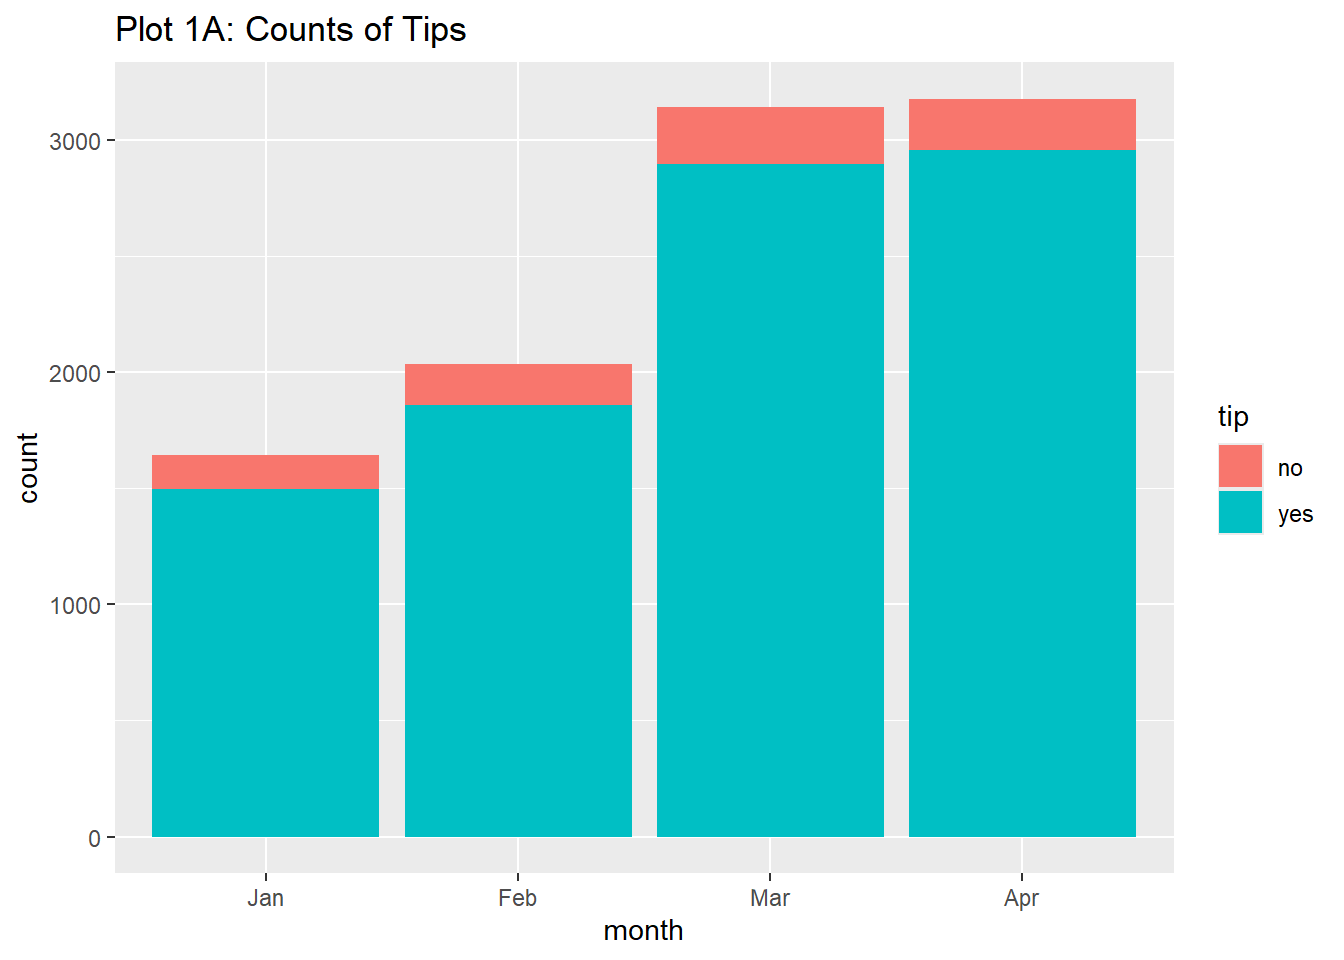 Plot 1A: Counts of Tips
3000
2000
1000
0
count
Jan Feb Mar Apr
month
tip
no
yes